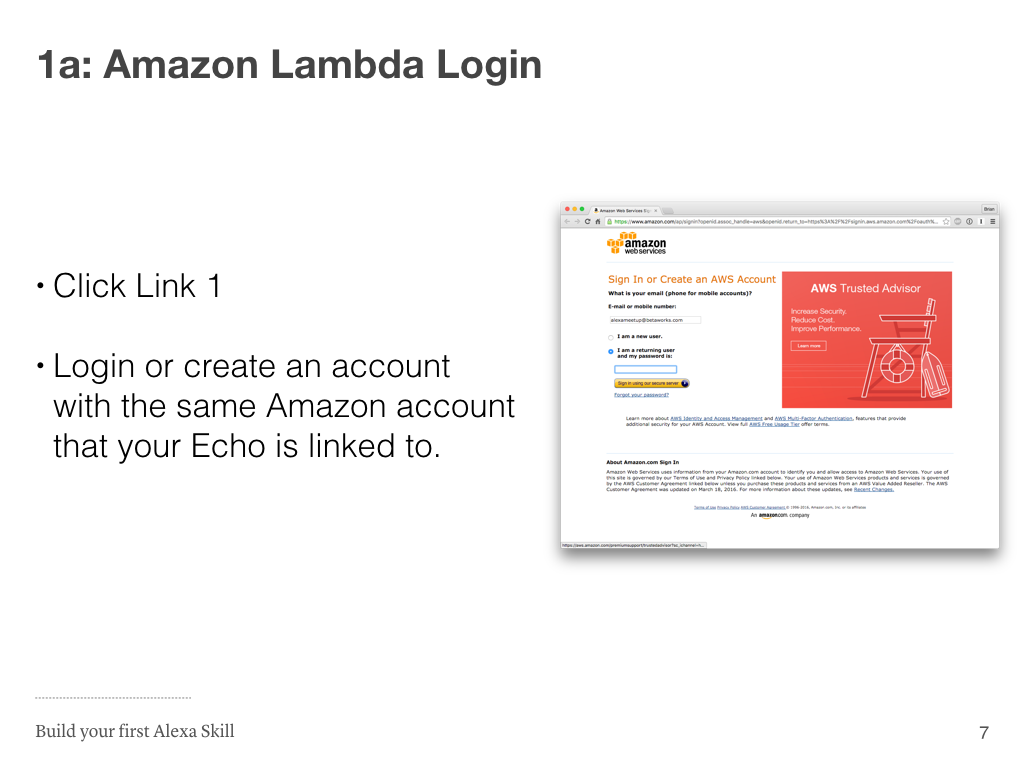 1a: Amazon Lambda Login
• Click Link 1
• Login or create an account
with the same Amazon account
that your Echo is linked to.
Amazon Web Services Sig
Brian
https://www.amazon.com/ap/signin?openid.assoc_handle=aws&openid.return_to=https%3A%2F%2Fsignin.aws.amazon.com%2Foauth%...
amazon
web services
Sign In or Create an AWS Account
What is your email (phone for mobile accounts)?
E-mail or mobile number:
alexameetup@betaworks.com
I am a new user.
I am a returning user
and my password is:
Sign in using our secure server
Forgot your password?
AWS Trusted Advisor
Increase Security.
Reduce Cost.
Improve Performance.
Learn more
Learn more about AWS Identity and Access Management and AWS Multi-Factor Authentication, features that provide
additional security for your AWS Account. View full AWS Free Usage Tier offer terms.
About Amazon.com Sign In
Amazon Web Services uses information from your Amazon.com account to identify you and allow access to Amazon Web Services. Your use of
this site is governed by our Terms of Use and Privacy Policy linked below. Your use of Amazon Web Services products and services is governed
by the AWS Customer Agreement linked below unless you purchase these products and services from an AWS Value Added Reseller. The AWS
Customer Agreement was updated on March 18, 2016. For more information about these updates, see Recent Changes.
Terms of Use Privacy Policy AWS Customer Agreement © 1996-2016, Amazon.com, Inc. or its affiliates
An amazon.com company
Build your first Alexa Skill
7